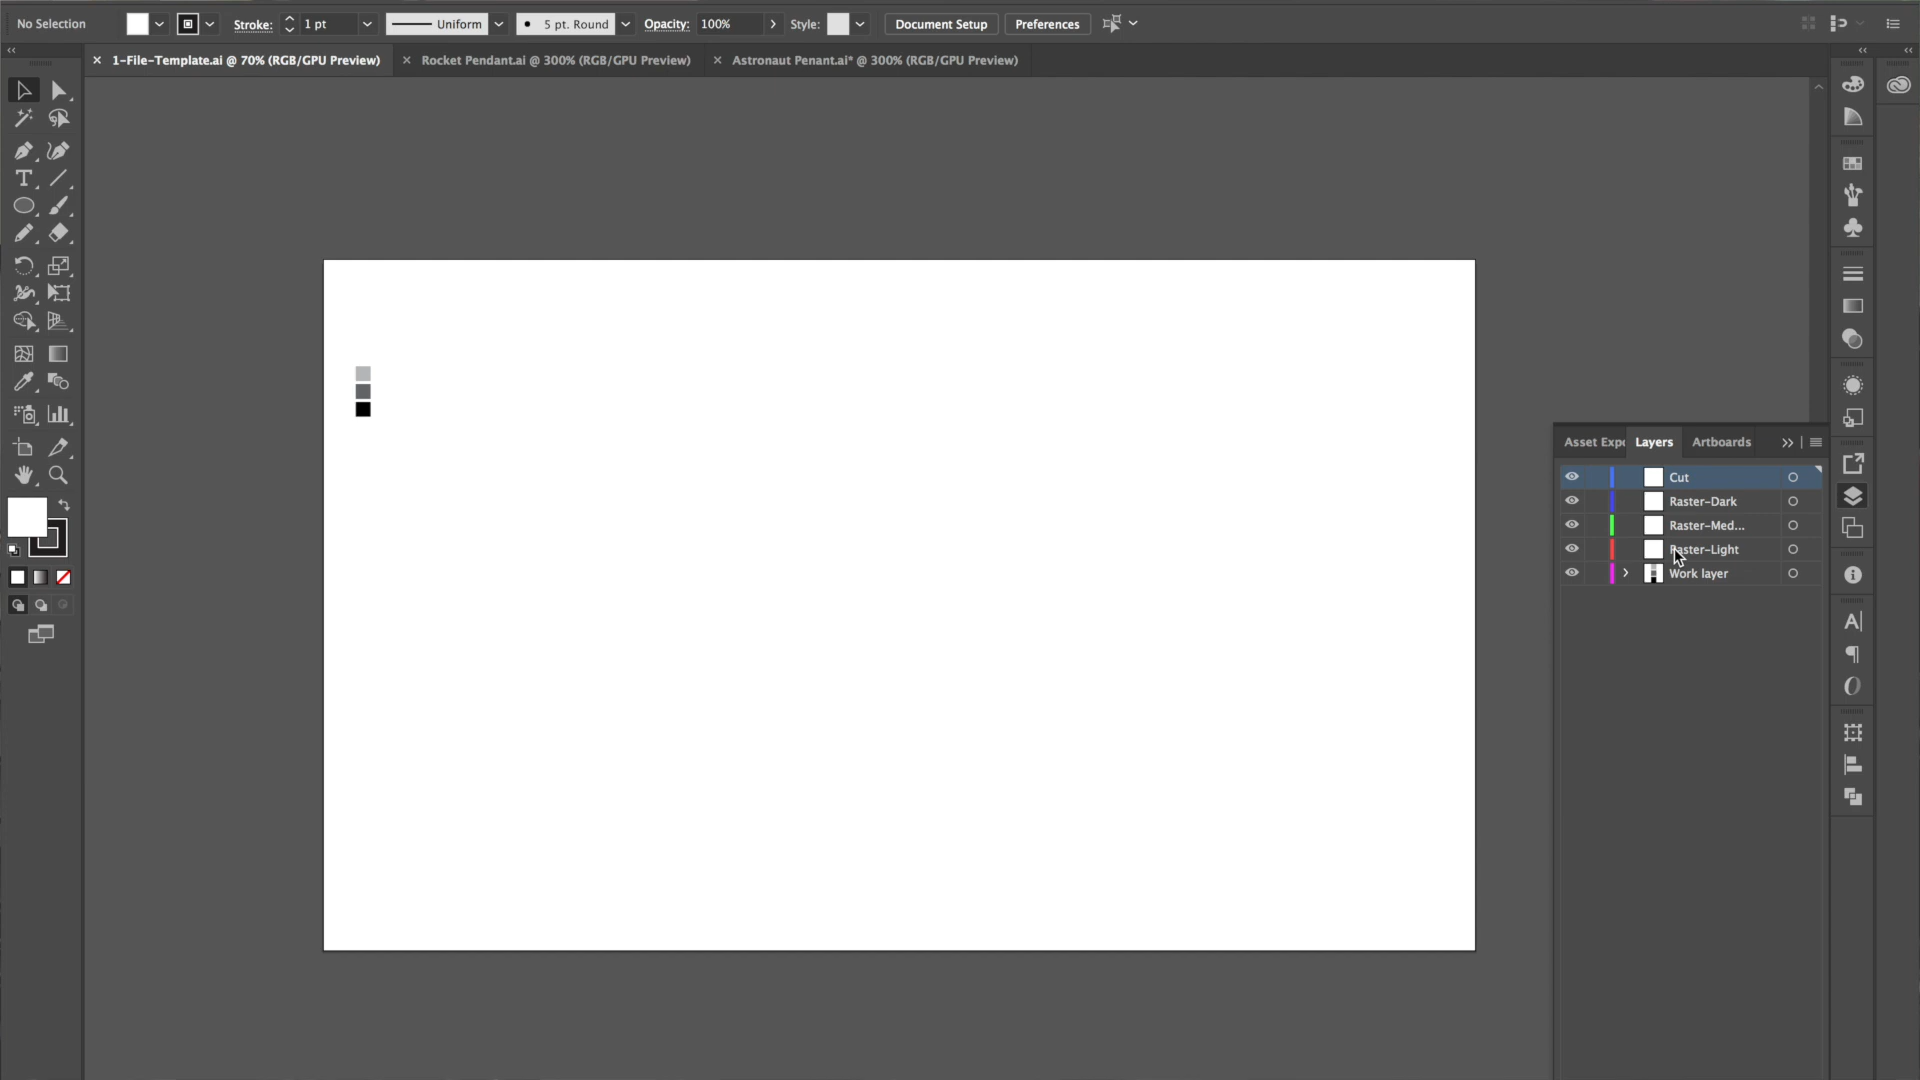 No Selection Stroke: 1 pt Uniform 5 pt. Round Opacity: 100% Style: Document Setup Preferences
1-File-Template.ai @ 70% (RGB/GPU Preview) Rocket Pendant.ai @ 300% (RGB/GPU Preview) Astronaut Penant.ai* @ 300% (RGB/GPU Preview)
Asset Expo Layers Artboards
Cut
Raster-Dark
Raster-Med...
Raster-Light
Work layer